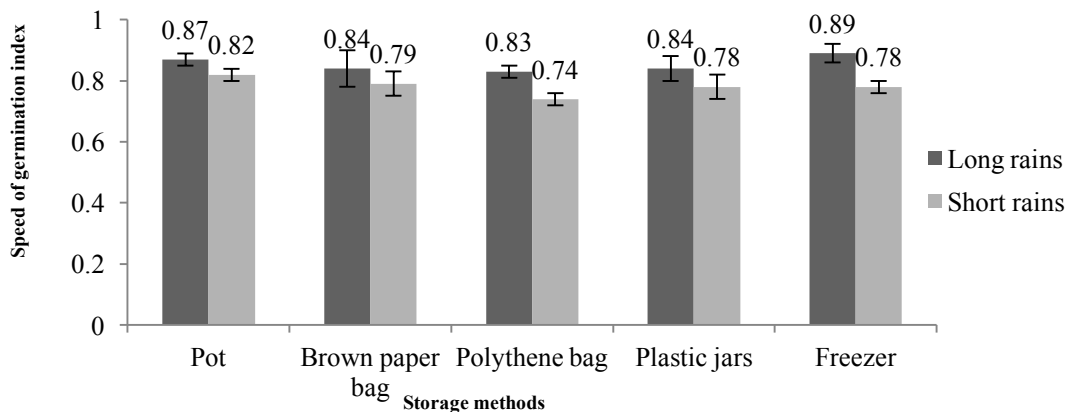 Speed of germination index
1
0.8
0.6
0.4
0.2
0
0.87
0.82
0.84
0.79
0.83
0.74
0.84
0.78
0.89
0.78
Long rains
Short rains
Pot
Brown paper
bag
Polythene bag
Plastic jars
Freezer
Storage methods